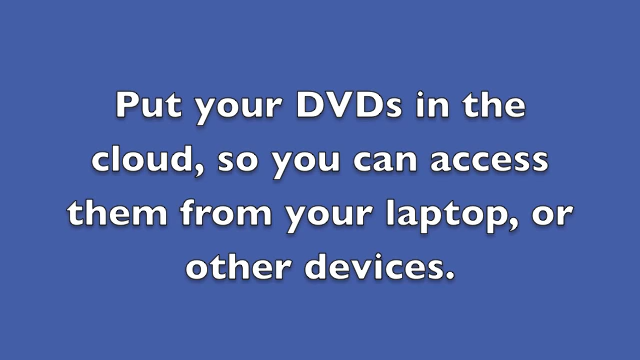 Put your DVDs in the
cloud, so you can access
them from your laptop, or
other devices.